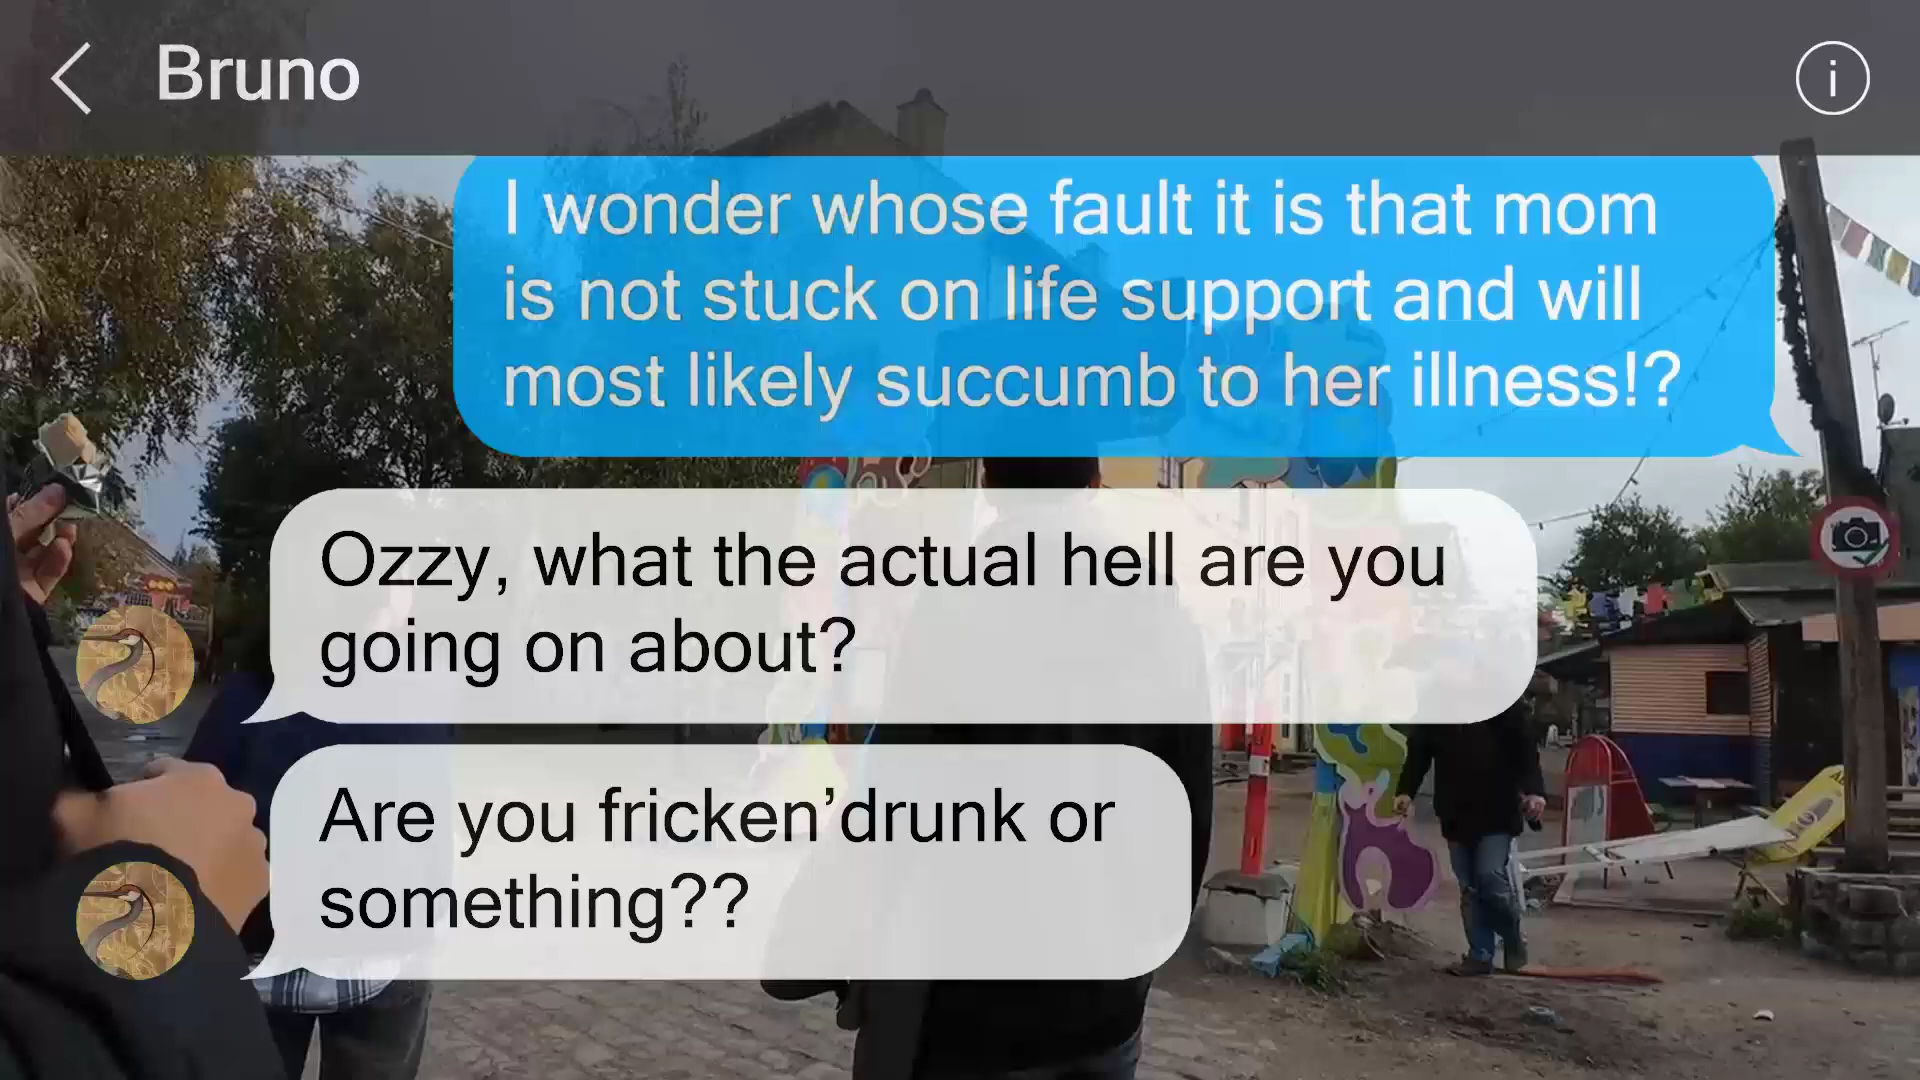 Bruno
I wonder whose fault it is that mom
is not stuck on life support and will
most likely succumb to her illness!?
Ozzy, what the actual hell are you
going on about?
Are you fricken’drunk or
something??